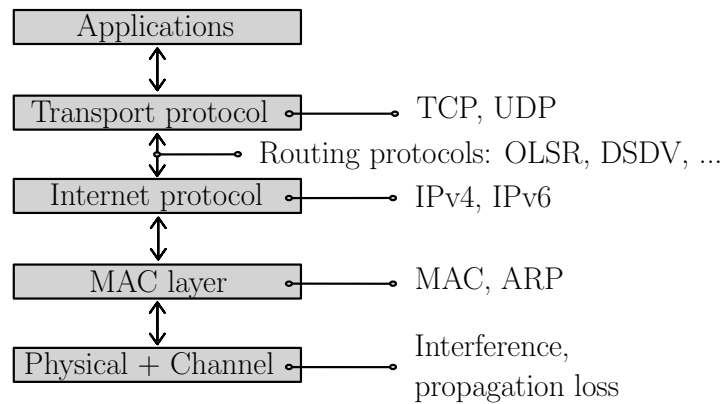 Applications
Transport protocol
TCP, UDP
Routing protocols: OLSR, DSDV, ...
Internet protocol
IPv4, IPv6
MAC layer
MAC, ARP
Physical + Channel
Interference,
propagation loss